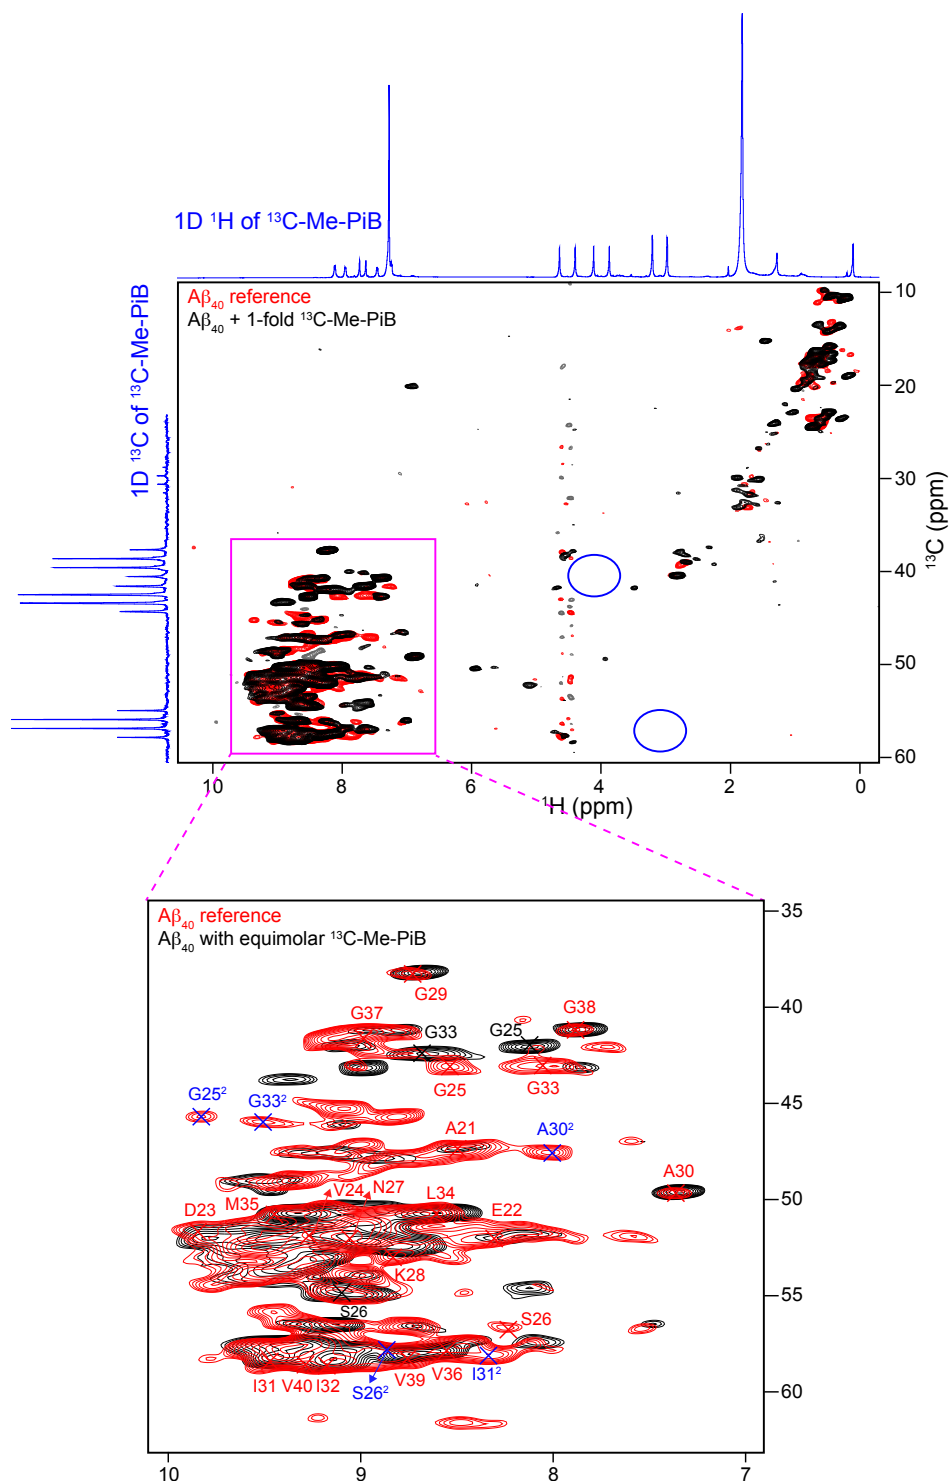 1D ¹H of ¹³C-Me-PiB
1D ¹³C of ¹³C-Me-PiB
Aβ₄₀ reference
Aβ₄₀ + 1-fold ¹³C-Me-PiB
10
20
30
40
50
60
¹³C (ppm)
10
8
6
4
2
0
¹H (ppm)
Aβ₄₀ reference
Aβ₄₀ with equimolar ¹³C-Me-PiB
35
40
45
50
55
60
G29
G37
G33
G25
G38
G25
G33
G25²
G33²
A21
A30²
A30
V24
N27
M35
L34
D23
E22
K28
S26
S26
I31
V40
I32
V39
V36
I31²
S26²
10
9
8
7